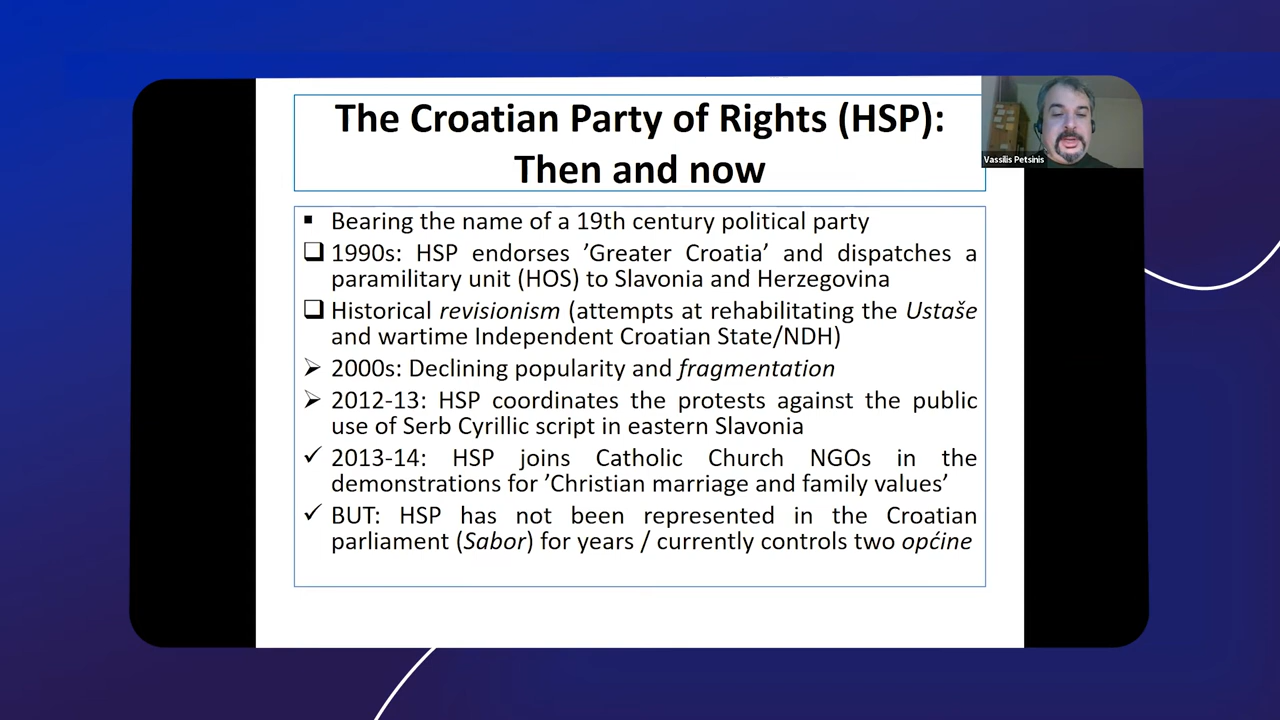 The Croatian Party of Rights (HSP):
Then and now
Vassilis Petsinis
▪ Bearing the name of a 19th century political party
❑ 1990s: HSP endorses ’Greater Croatia’ and dispatches a
paramilitary unit (HOS) to Slavonia and Herzegovina
❑ Historical revisionism (attempts at rehabilitating the Ustaše
and wartime Independent Croatian State/NDH)
➢ 2000s: Declining popularity and fragmentation
➢ 2012-13: HSP coordinates the protests against the public
use of Serb Cyrillic script in eastern Slavonia
✓ 2013-14: HSP joins Catholic Church NGOs in the
demonstrations for ’Christian marriage and family values’
✓ BUT: HSP has not been represented in the Croatian
parliament (Sabor) for years / currently controls two općine